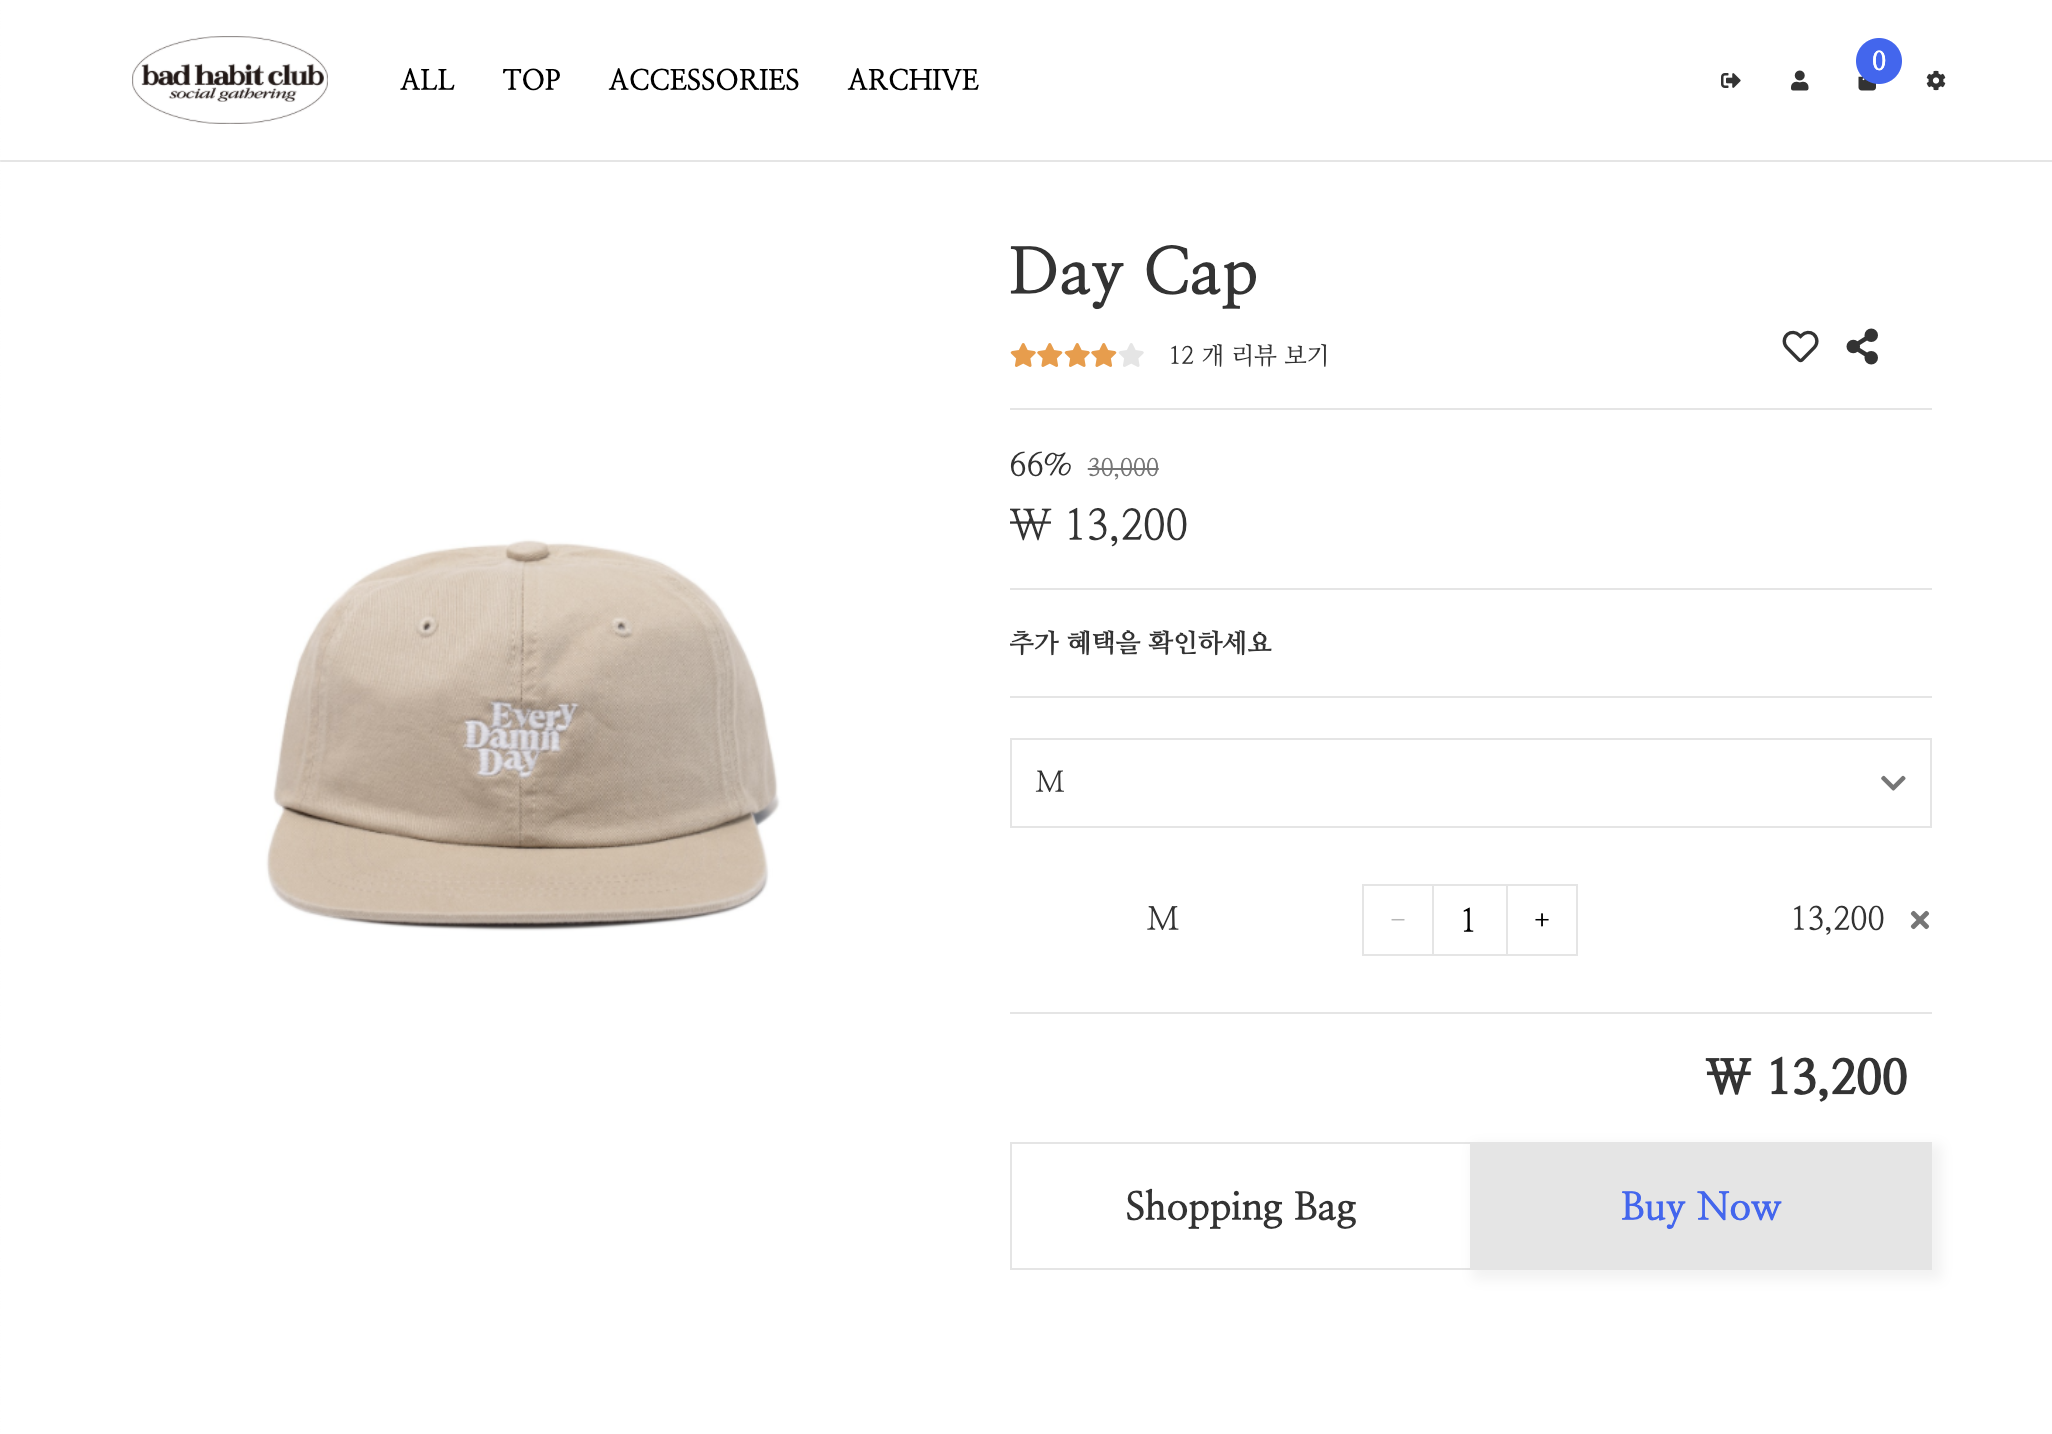 bad habit club
social gathering
ALL TOP ACCESSORIES ARCHIVE
0
Day Cap
12 개 리뷰 보기
66% 30,000
₩ 13,200
추가 혜택을 확인하세요
Every
Damn
Day
M
M − 1 + 13,200
₩ 13,200
Shopping Bag Buy Now